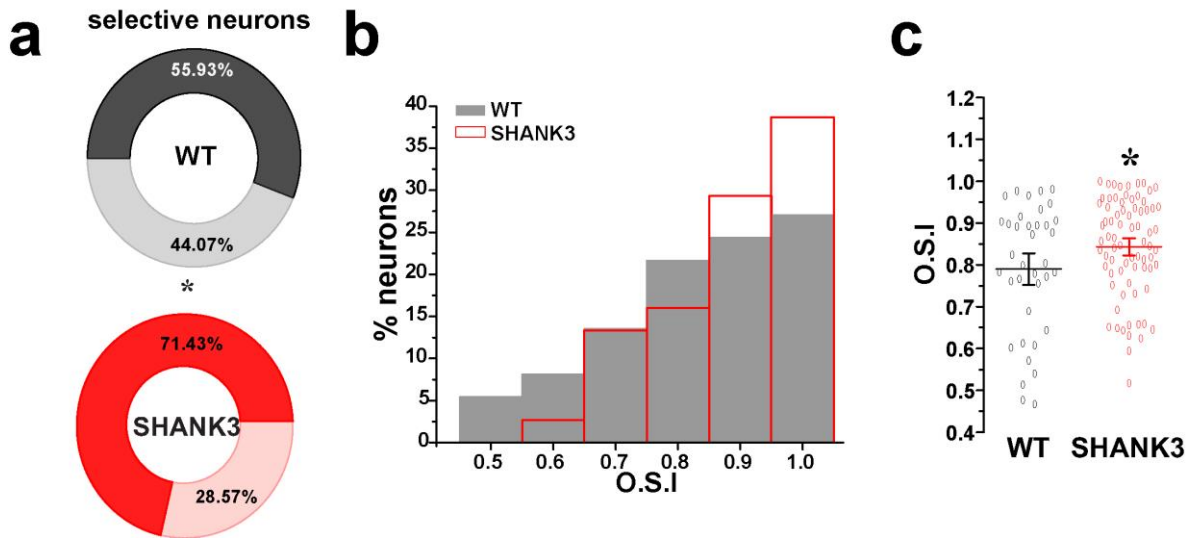 a
selective neurons
55.93%
WT
44.07%
*
71.43%
SHANK3
28.57%
b
WT
SHANK3
% neurons
40
35
30
25
20
15
10
5
0
0.5 0.6 0.7 0.8 0.9 1.0
O.S.I
c
O.S.I
1.2
1.1
1.0
0.9
0.8
0.7
0.6
0.5
0.4
*
WT SHANK3